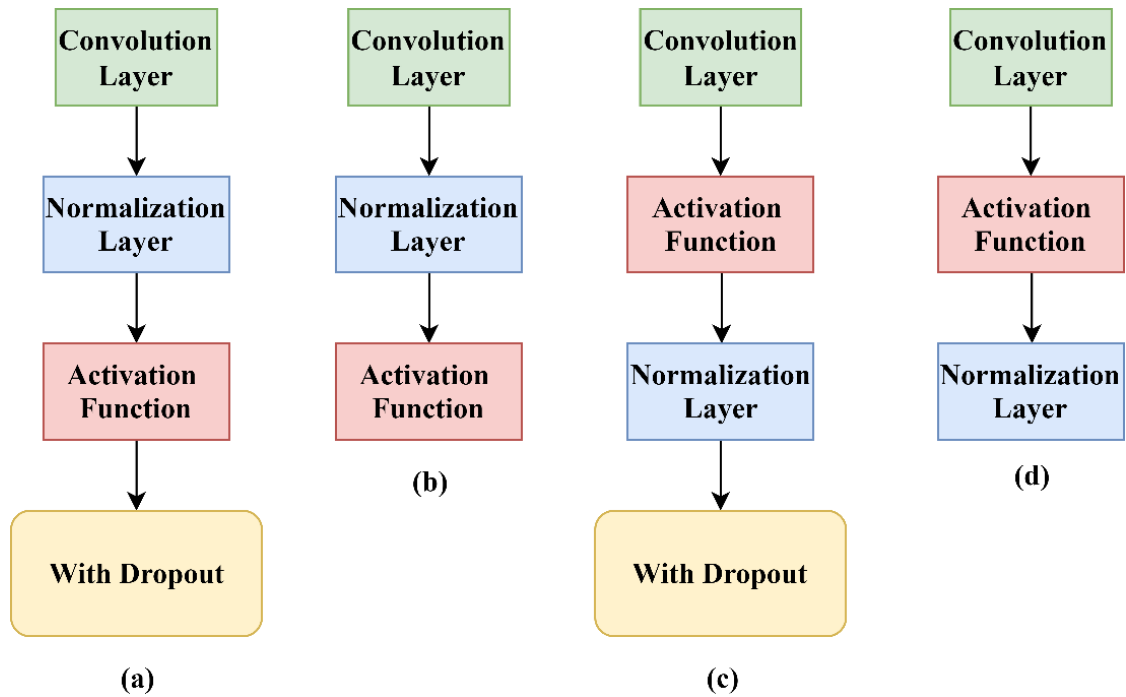 Convolution
Layer
Normalization
Layer
Activation
Function
With Dropout
(a)
Convolution
Layer
Normalization
Layer
Activation
Function
(b)
Convolution
Layer
Activation
Function
Normalization
Layer
With Dropout
(c)
Convolution
Layer
Activation
Function
Normalization
Layer
(d)